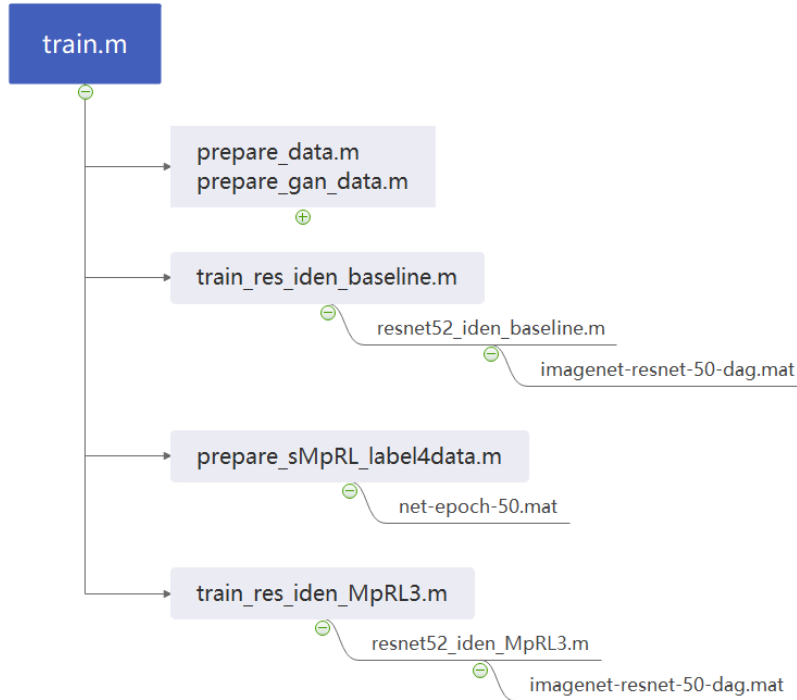 train.m
prepare_data.m
prepare_gan_data.m
train_res_iden_baseline.m
resnet52_iden_baseline.m
imagenet-resnet-50-dag.mat
prepare_sMpRL_label4data.m
net-epoch-50.mat
train_res_iden_MpRL3.m
resnet52_iden_MpRL3.m
imagenet-resnet-50-dag.mat